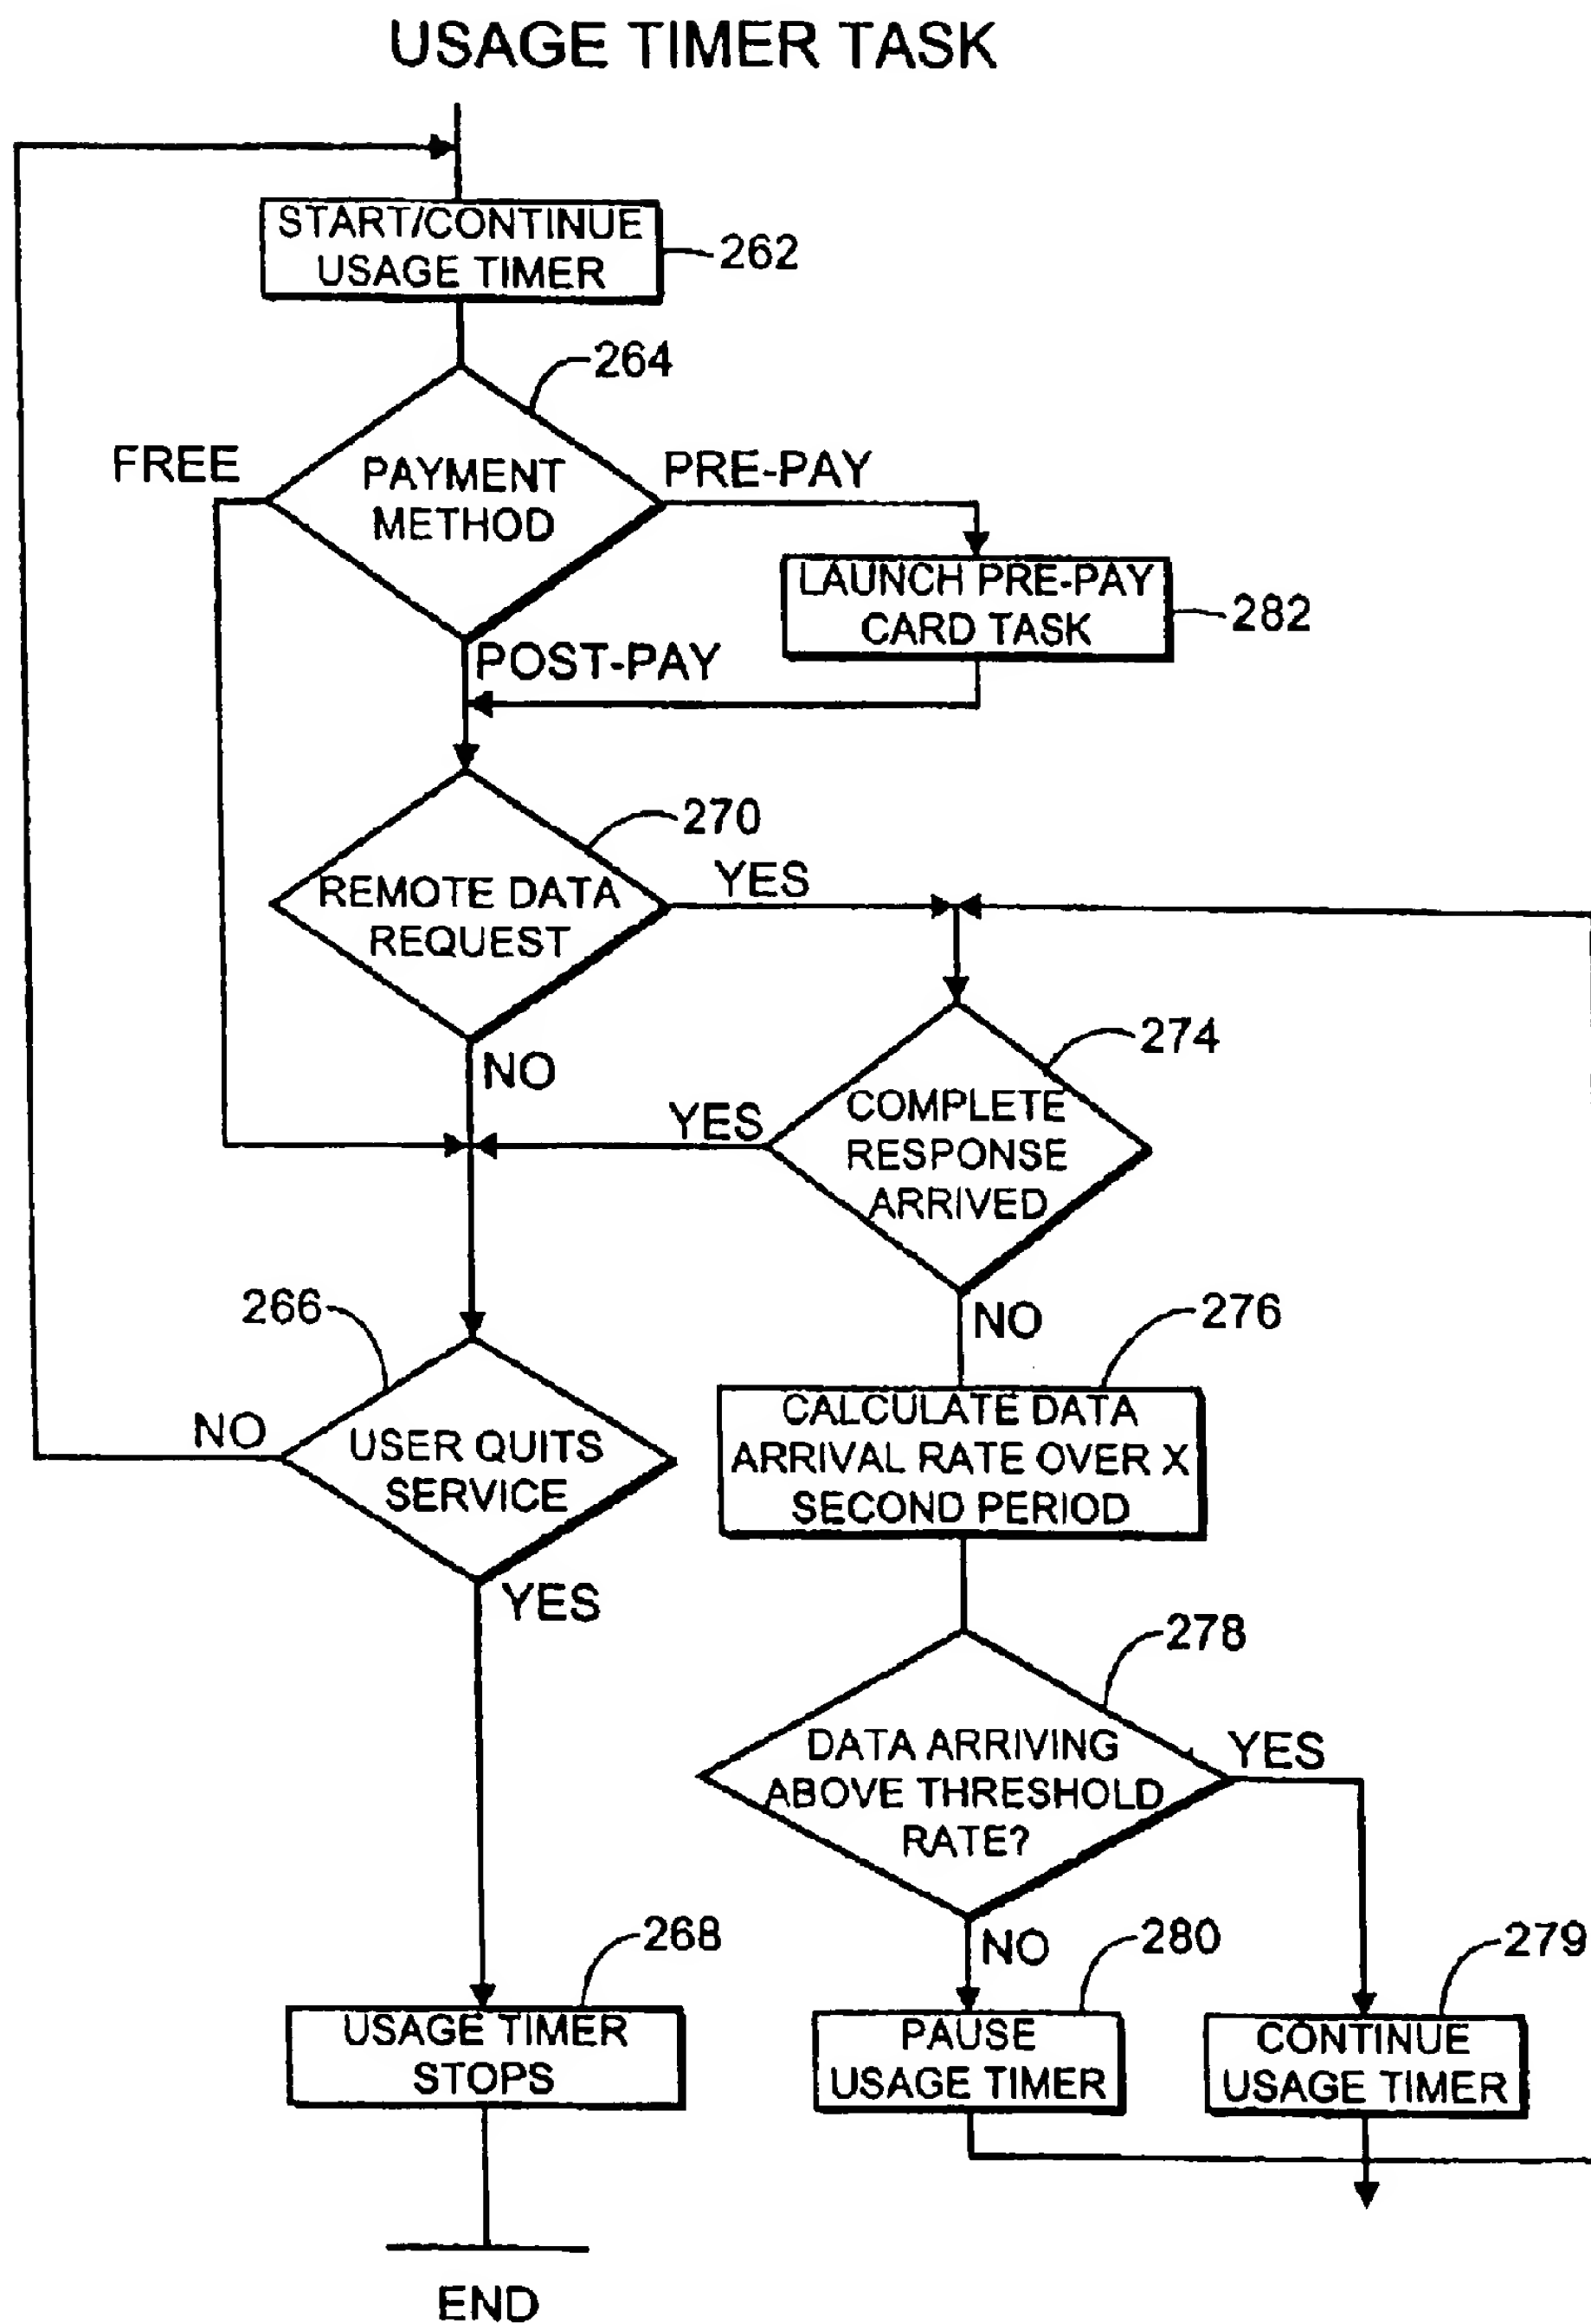 USAGE TIMER TASK
START/CONTINUE
USAGE TIMER
262
264
FREE
PAYMENT
METHOD
PRE-PAY
LAUNCH PRE-PAY
CARD TASK
282
POST-PAY
270
REMOTE DATA
REQUEST
YES
NO
274
COMPLETE
RESPONSE
ARRIVED
YES
NO
266
USER QUITS
SERVICE
NO
YES
276
CALCULATE DATA
ARRIVAL RATE OVER X
SECOND PERIOD
278
DATA ARRIVING
ABOVE THRESHOLD
RATE?
YES
NO
268
USAGE TIMER
STOPS
280
PAUSE
USAGE TIMER
279
CONTINUE
USAGE TIMER
END